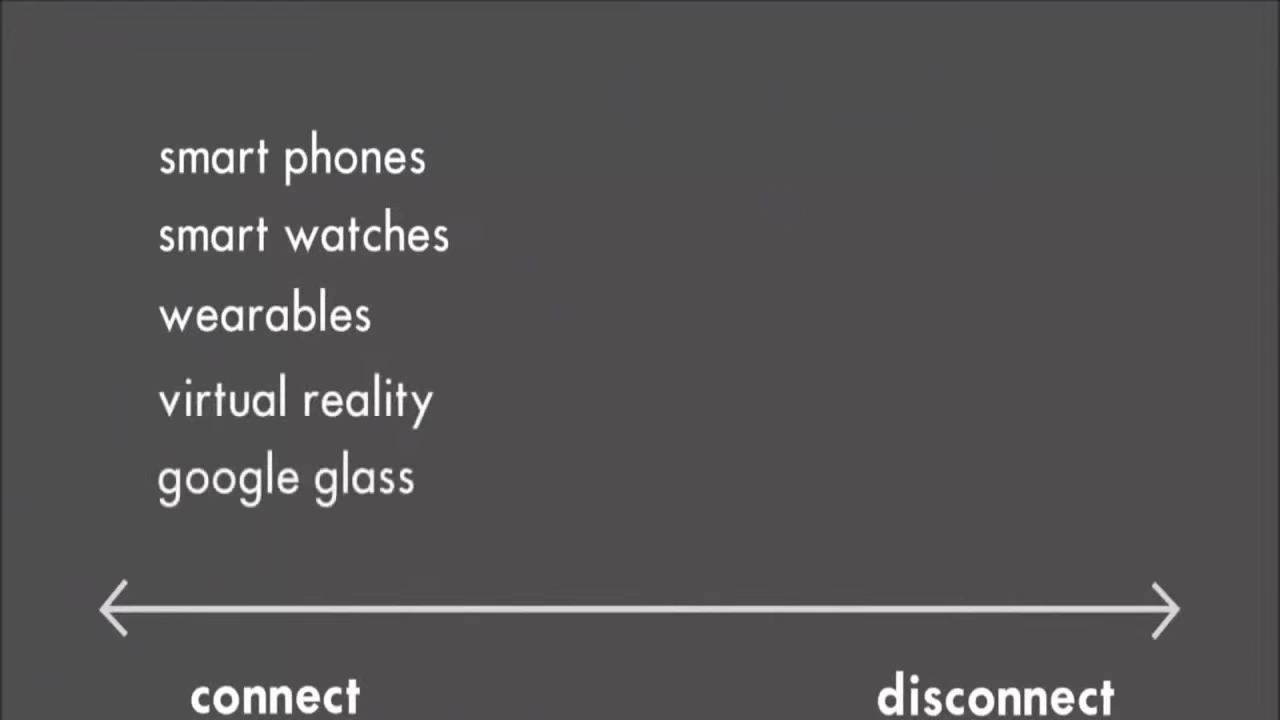 smart phones
smart watches
wearables
virtual reality
google glass
connect
disconnect